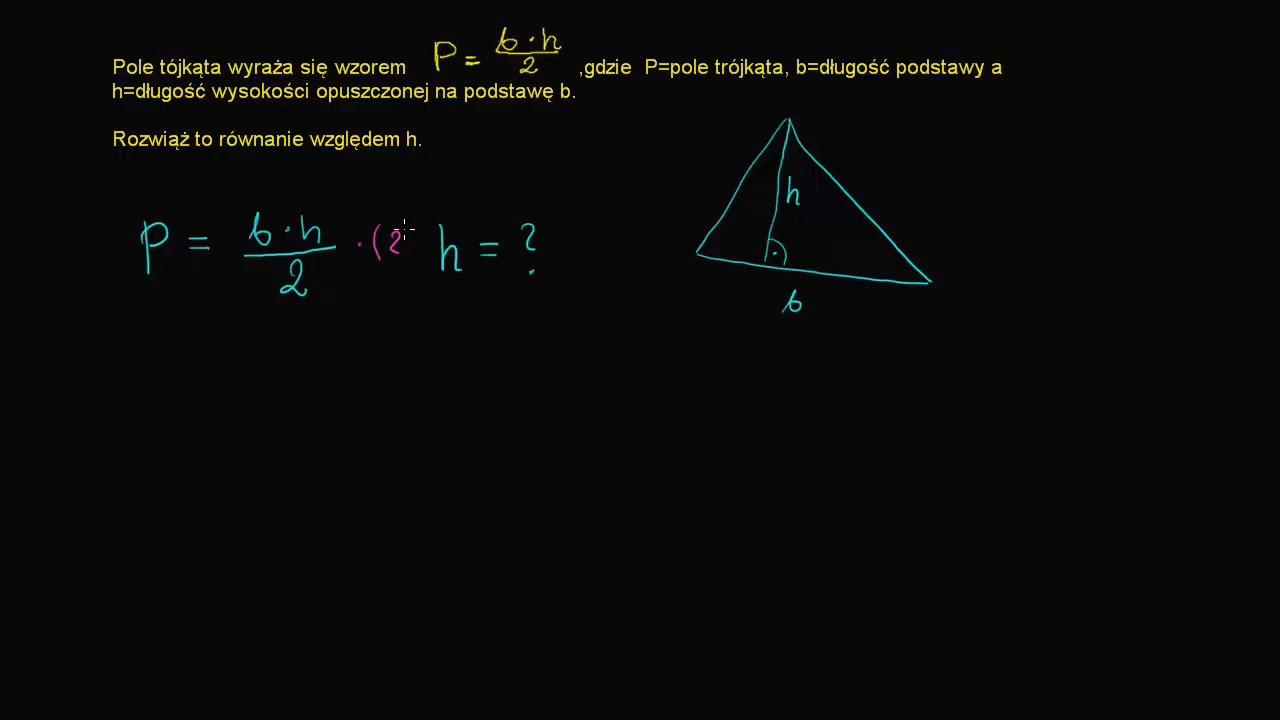 Pole tójkąta wyraża się wzorem P = b · h / 2 ,gdzie P=pole trójkąta, b=długość podstawy a
h=długość wysokości opuszczonej na podstawę b.
Rozwiąż to równanie względem h.
P = b · h / 2 · (2 h = ?
h
b